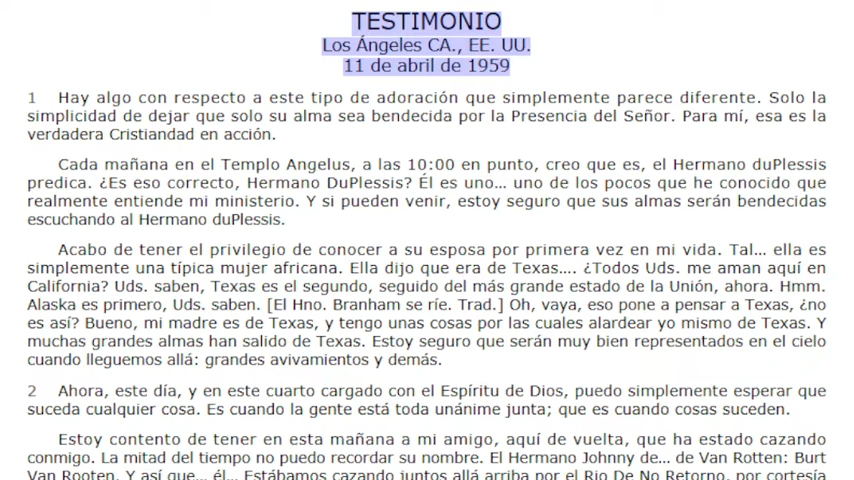 TESTIMONIO
Los Ángeles CA., EE. UU.
11 de abril de 1959
1 Hay algo con respecto a este tipo de adoración que simplemente parece diferente. Solo la
simplicidad de dejar que solo su alma sea bendecida por la Presencia del Señor. Para mí, esa es la
verdadera Cristiandad en acción.
Cada mañana en el Templo Angelus, a las 10:00 en punto, creo que es, el Hermano duPlessis
predica. ¿Es eso correcto, Hermano DuPlessis? Él es uno... uno de los pocos que he conocido que
realmente entiende mi ministerio. Y si pueden venir, estoy seguro que sus almas serán bendecidas
escuchando al Hermano duPlessis.
Acabo de tener el privilegio de conocer a su esposa por primera vez en mi vida. Tal... ella es
simplemente una típica mujer africana. Ella dijo que era de Texas.... ¿Todos Uds. me aman aquí en
California? Uds. saben, Texas es el segundo, seguido del más grande estado de la Unión, ahora. Hmm.
Alaska es primero, Uds. saben. [El Hno. Branham se ríe. Trad.] Oh, vaya, eso pone a pensar a Texas, ¿no
es así? Bueno, mi madre es de Texas, y tengo unas cosas por las cuales alardear yo mismo de Texas. Y
muchas grandes almas han salido de Texas. Estoy seguro que serán muy bien representados en el cielo
cuando lleguemos allá: grandes avivamientos y demás.
2 Ahora, este día, y en este cuarto cargado con el Espíritu de Dios, puedo simplemente esperar que
suceda cualquier cosa. Es cuando la gente está toda unánime junta; que es cuando cosas suceden.
Estoy contento de tener en esta mañana a mi amigo, aquí de vuelta, que ha estado cazando
conmigo. La mitad del tiempo no puedo recordar su nombre. El Hermano Johnny de... de Van Rotten: Burt
Van Rooten. Y así que... él... Estábamos cazando juntos allá arriba por el Rio De No Retorno, por cortesía